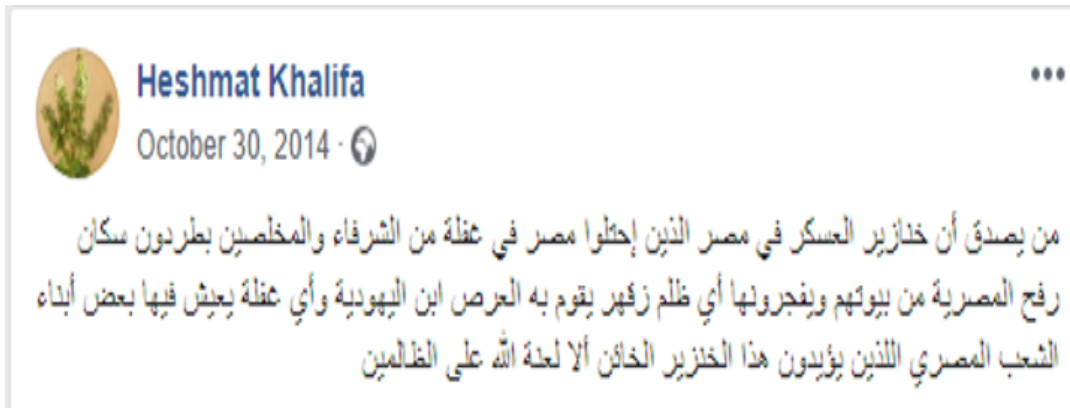 Heshmat Khalifa
October 30, 2014 ·
من يصدق أن خنازير العسكر في مصر الذين إحتلوا مصر في غفلة من الشرفاء والمخلصين بطردون سكان
رفح المصرية من بيوتهم ويفجرونها أي ظلم زقهر يقوم به العرص ابن اليهودية وأي غفلة يعيش فيها بعض أبناء
الشعب المصري اللذين يؤيدون هذا الخنزير الخائن ألا لعنة الله على الظالمين